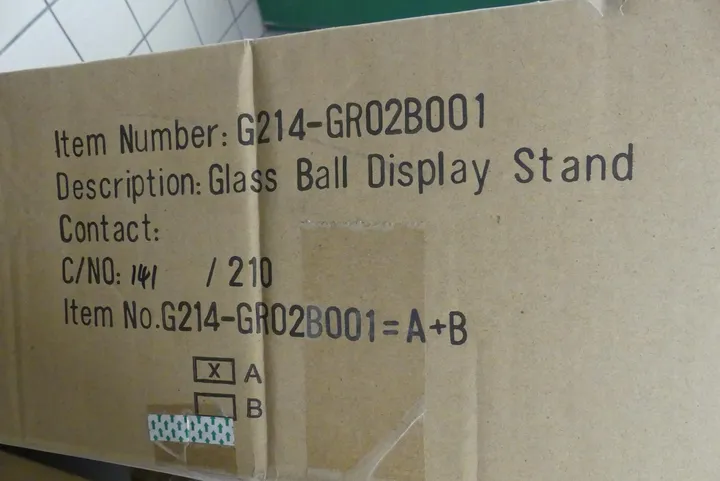 Item Number: G214-GR02B001
Description: Glass Ball Display Stand
Contact:
C/NO: 141 / 210
Item No.G214-GR02B001=A+B
X A
B